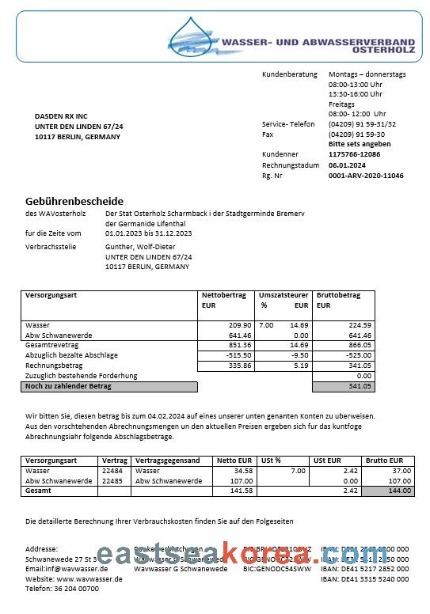 WASSER- UND ABWASSERVERBAND
OSTERHOLZ
Kundenberatung Montags – donnerstags
08:00-13:00 Uhr
13:30-16:00 Uhr
Freitags
08:00- 12:00 Uhr
Service- Telefon (04209) 91 59-31/32
Fax (04209) 91 59-30
Bitte sets angeben
Kundenner 1175766-12086
Rechnungstadum 06.01.2024
Rg. Nr 0001-ARV-2020-11046
DASDEN RX INC
UNTER DEN LINDEN 67/24
10117 BERLIN, GERMANY
Gebührenbescheide
des WAVosterholz Der Stat Osterholz Scharmback i der Stadtgerminde Bremerv
der Germanide Lifenthal
fur die Zeite vom 01.01.2023 bis 31.12.2023
Verbrachssteile Gunther, Wolf-Dieter
UNTER DEN LINDEN 67/24
10117 BERLIN, GERMANY
Versorgungsart Nettobertrag Umszatsteurer Bruttobetrag
EUR % EUR EUR
Wasser 209.90 7.00 14.69 224.59
Abw Schwanewerde 641.46 0.00 641.46
Gesamtrevetrag 851.36 14.69 866.05
Abzuglich bezalte Abschlage -515.50 -9.50 -525.00
Rechnungsbetrag 335.86 5.19 341.05
Zuzuglich bestehende Forderhung 0.00
Noch zu zahlender Betrag 341.05
Wir bitten Sie, diesen betrag bis zum 04.02.2024 auf eines unserer unten genanten Konten zu uberweisen.
Aus den vorschtehenden Abrechnungsmengen un den aktuellen Preisen ergeben sich fur das kuntfoge
Abrechnungsiahr folgende Abschlagsbetrage.
Versorgungsart Vertrag Vertragsgegensand Netto EUR USt % USt EUR Brutto EUR
Wasser 22484 Wasser 34.58 7.00 2.42 37.00
Abw Schwanewerde 22485 Abw Schwanewerde 107.00 0.00 107.00
Gesamt 141.58 2.42 144.00
Die detaillerte Berechnung Ihrer Verbrauchskosten finden Sie auf den Folgeseiten
eastseakorea.com
Addresse:
Schwanewede 27 St 3
Email:inf@wavwasser.de Wavwasser G Schwanewede BIC:GENODC54SWW IBAN: DE41 5217 2852 000
Website: www.wavwasser.de IBAN: DE41 3315 5240 000
Telefon: 36 204 00700